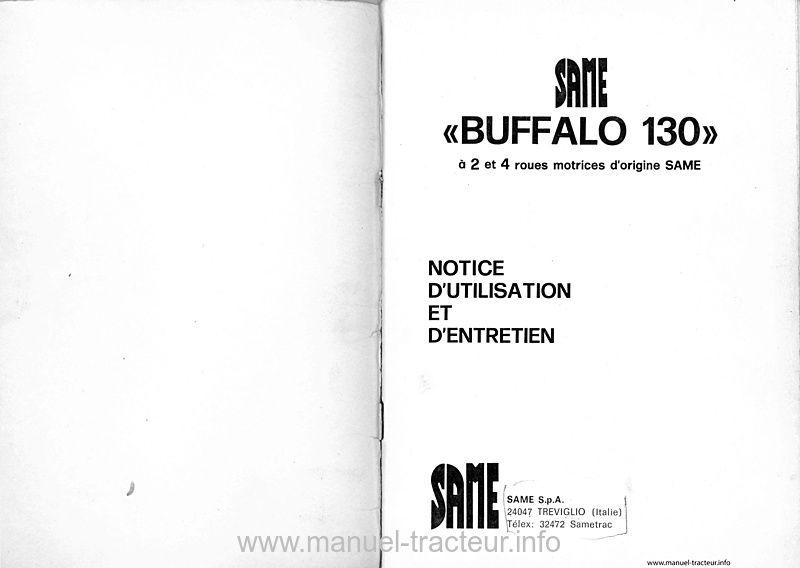 SAME
«BUFFALO 130»
à 2 et 4 roues motrices d'origine SAME
NOTICE
D'UTILISATION
ET
D'ENTRETIEN
SAME
SAME S.p.A.
24047 TREVIGLIO (Italie)
Télex: 32472 Sametrac
www.manuel-tracteur.info
www.manuel-tracteur.info